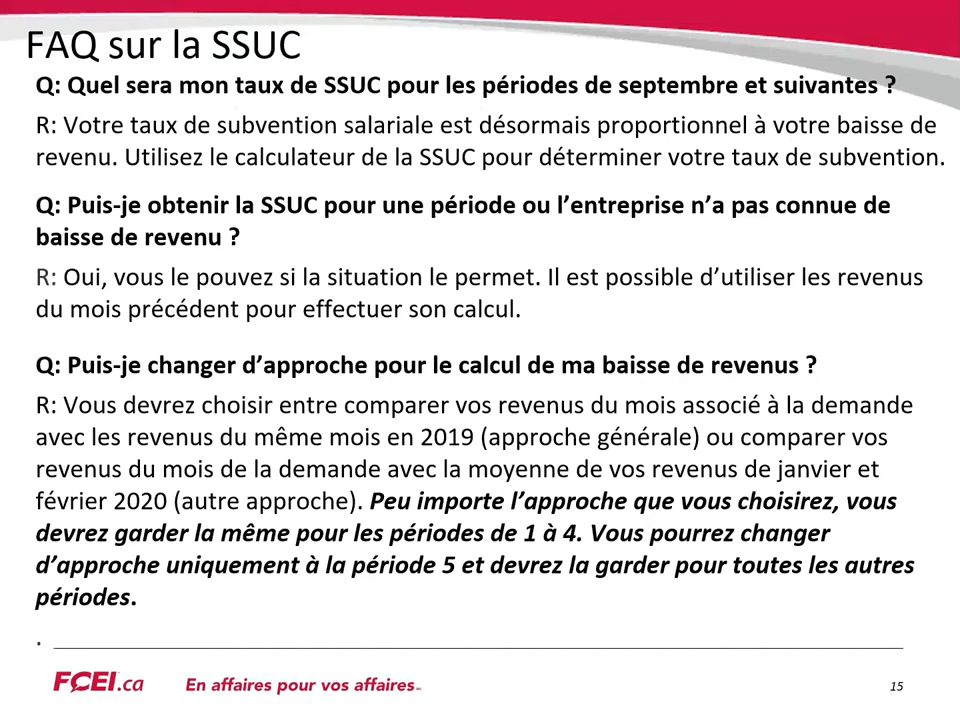 FAQ sur la SSUC
Q: Quel sera mon taux de SSUC pour les périodes de septembre et suivantes ?
R: Votre taux de subvention salariale est désormais proportionnel à votre baisse de
revenu. Utilisez le calculateur de la SSUC pour déterminer votre taux de subvention.
Q: Puis-je obtenir la SSUC pour une période ou l’entreprise n’a pas connue de
baisse de revenu ?
R: Oui, vous le pouvez si la situation le permet. Il est possible d’utiliser les revenus
du mois précédent pour effectuer son calcul.
Q: Puis-je changer d’approche pour le calcul de ma baisse de revenus ?
R: Vous devrez choisir entre comparer vos revenus du mois associé à la demande
avec les revenus du même mois en 2019 (approche générale) ou comparer vos
revenus du mois de la demande avec la moyenne de vos revenus de janvier et
février 2020 (autre approche). Peu importe l’approche que vous choisirez, vous
devrez garder la même pour les périodes de 1 à 4. Vous pourrez changer
d’approche uniquement à la période 5 et devrez la garder pour toutes les autres
périodes.
.
FCEI.ca En affaires pour vos affaires. 15